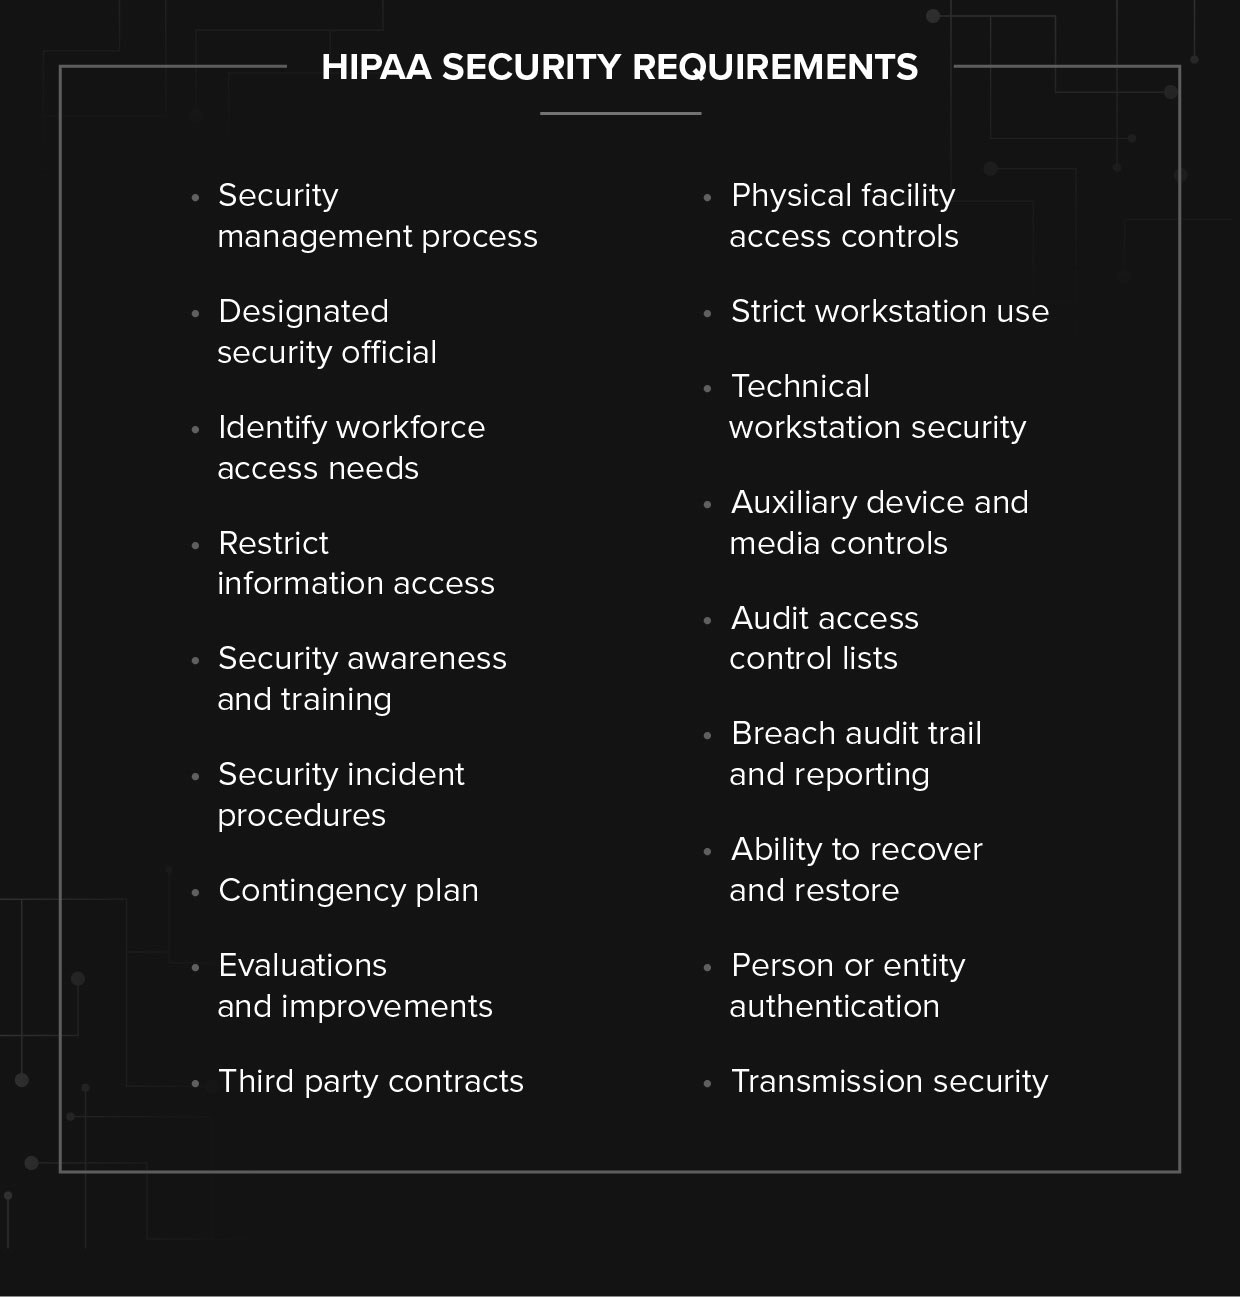 HIPAA SECURITY REQUIREMENTS
• Security
management process
• Designated
security official
• Identify workforce
access needs
• Restrict
information access
• Security awareness
and training
• Security incident
procedures
• Contingency plan
• Evaluations
and improvements
• Third party contracts
• Physical facility
access controls
• Strict workstation use
• Technical
workstation security
• Auxiliary device and
media controls
• Audit access
control lists
• Breach audit trail
and reporting
• Ability to recover
and restore
• Person or entity
authentication
• Transmission security